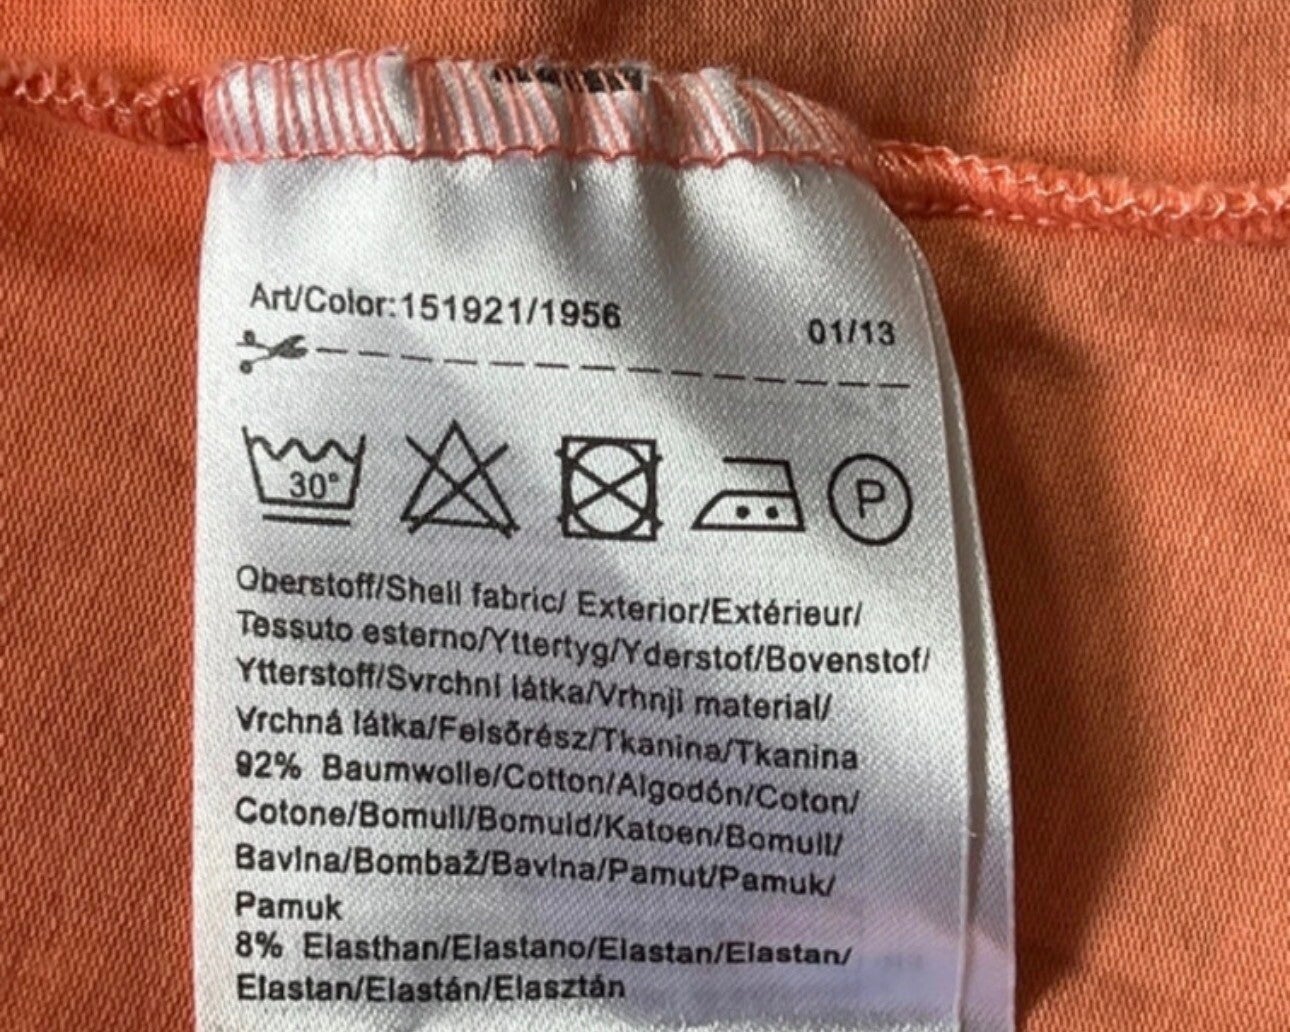 Art/Color:151921/1956
01/13
30°
P
Oberstoff/Shell fabric/ Exterior/Extérieur/
Tessuto esterno/Yttertyg/Yderstof/Bovenstof/
Ytterstoff/Svrchní látka/Vrhnji material/
Vrchná látka/Felsőrész/Tkanina/Tkanina
92% Baumwolle/Cotton/Algodón/Coton/
Cotone/Bomull/Bomuld/Katoen/Bomull/
Bavlna/Bombaž/Bavlna/Pamut/Pamuk/
Pamuk
8% Elasthan/Elastano/Elastan/Elastan/
Elastan/Elastán/Elasztán